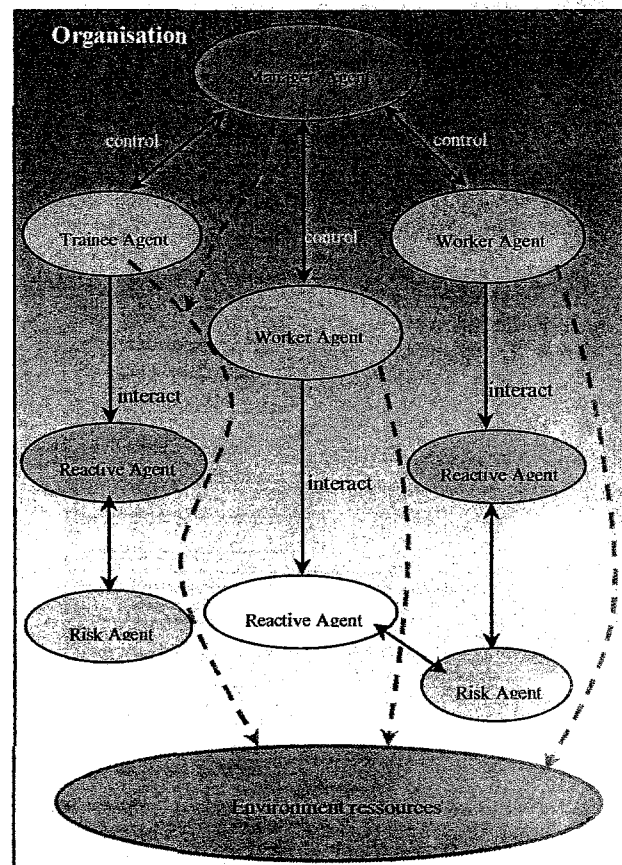 Organisation
Manager Agent
control
control
Trainee Agent
control
Worker Agent
Worker Agent
interact
interact
Reactive Agent
Reactive Agent
interact
Reactive Agent
Risk Agent
Risk Agent
Environment ressources